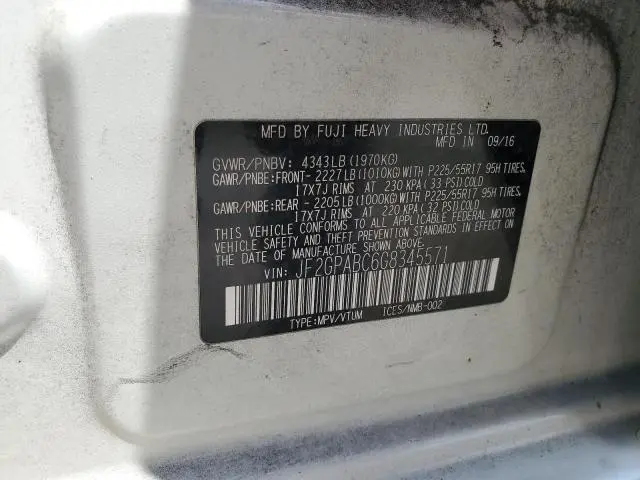 MFD BY FUJI HEAVY INDUSTRIES LTD.
MFD IN 09/16
GVWR/PNBV: 4343LB(1970KG)
GAWR/PNBE:FRONT-2227LB(1010KG)WITH P225/55R17 95H TIRES,
17X7J RIMS AT 230 KPA(33 PSI)COLD
GAWR/PNBE:REAR -2205LB(1000KG)WITH P225/55R17 95H TIRES,
17X7J RIMS AT 220 KPA(32 PSI)COLD
THIS VEHICLE CONFORMS TO ALL APPLICABLE FEDERAL MOTOR
VEHICLE SAFETY AND THEFT PREVENTION STANDARDS IN EFFECT
ON THE DATE OF MANUFACTURE SHOWN ABOVE.
VIN: JF2GPABC6G8345571
TYPE:MPV/VTUM ICES/NMB-002